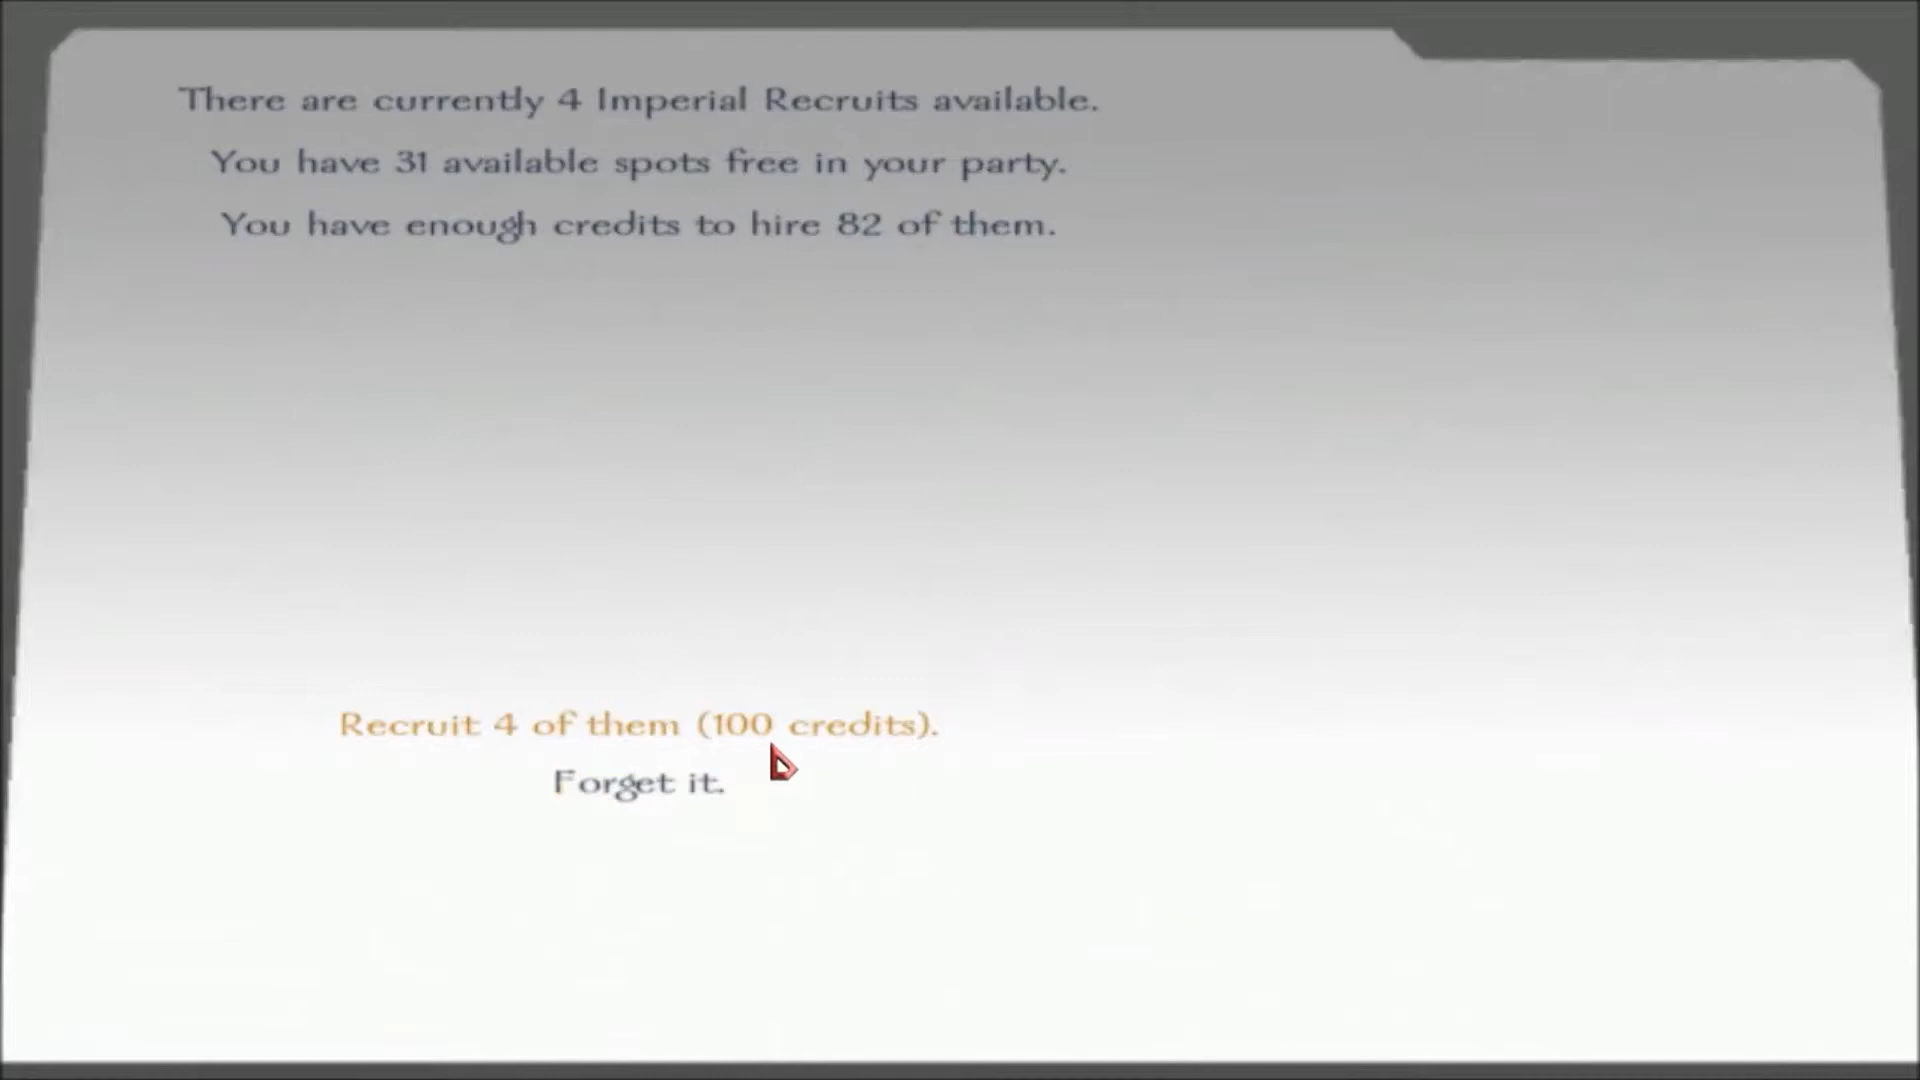 There are currently 4 Imperial Recruits available.
You have 31 available spots free in your party.
You have enough credits to hire 82 of them.
Recruit 4 of them (100 credits).
Forget it.